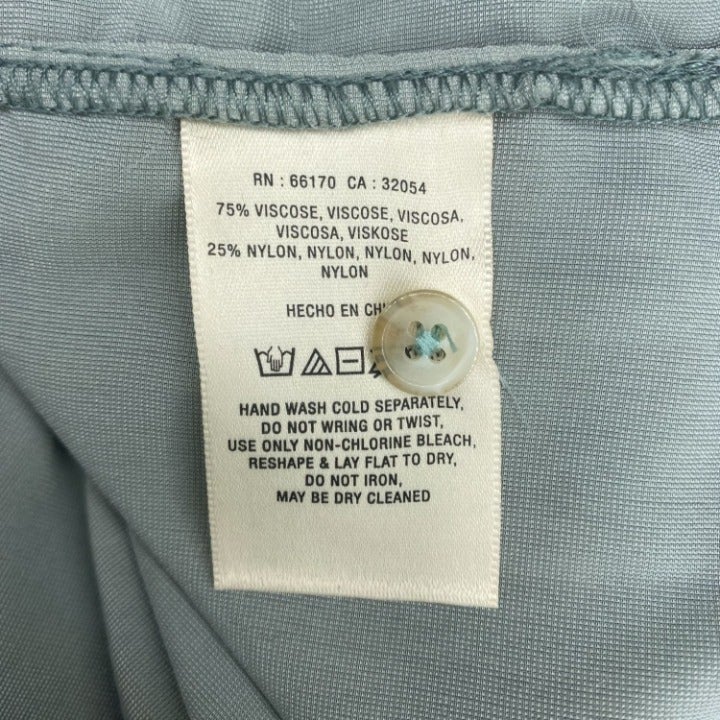 RN : 66170 CA : 32054
75% VISCOSE, VISCOSE, VISCOSA,
VISCOSA, VISKOSE
25% NYLON, NYLON, NYLON, NYLON,
NYLON
HECHO EN
HAND WASH COLD SEPARATELY,
DO NOT WRING OR TWIST,
USE ONLY NON-CHLORINE BLEACH,
RESHAPE & LAY FLAT TO DRY,
DO NOT IRON,
MAY BE DRY CLEANED